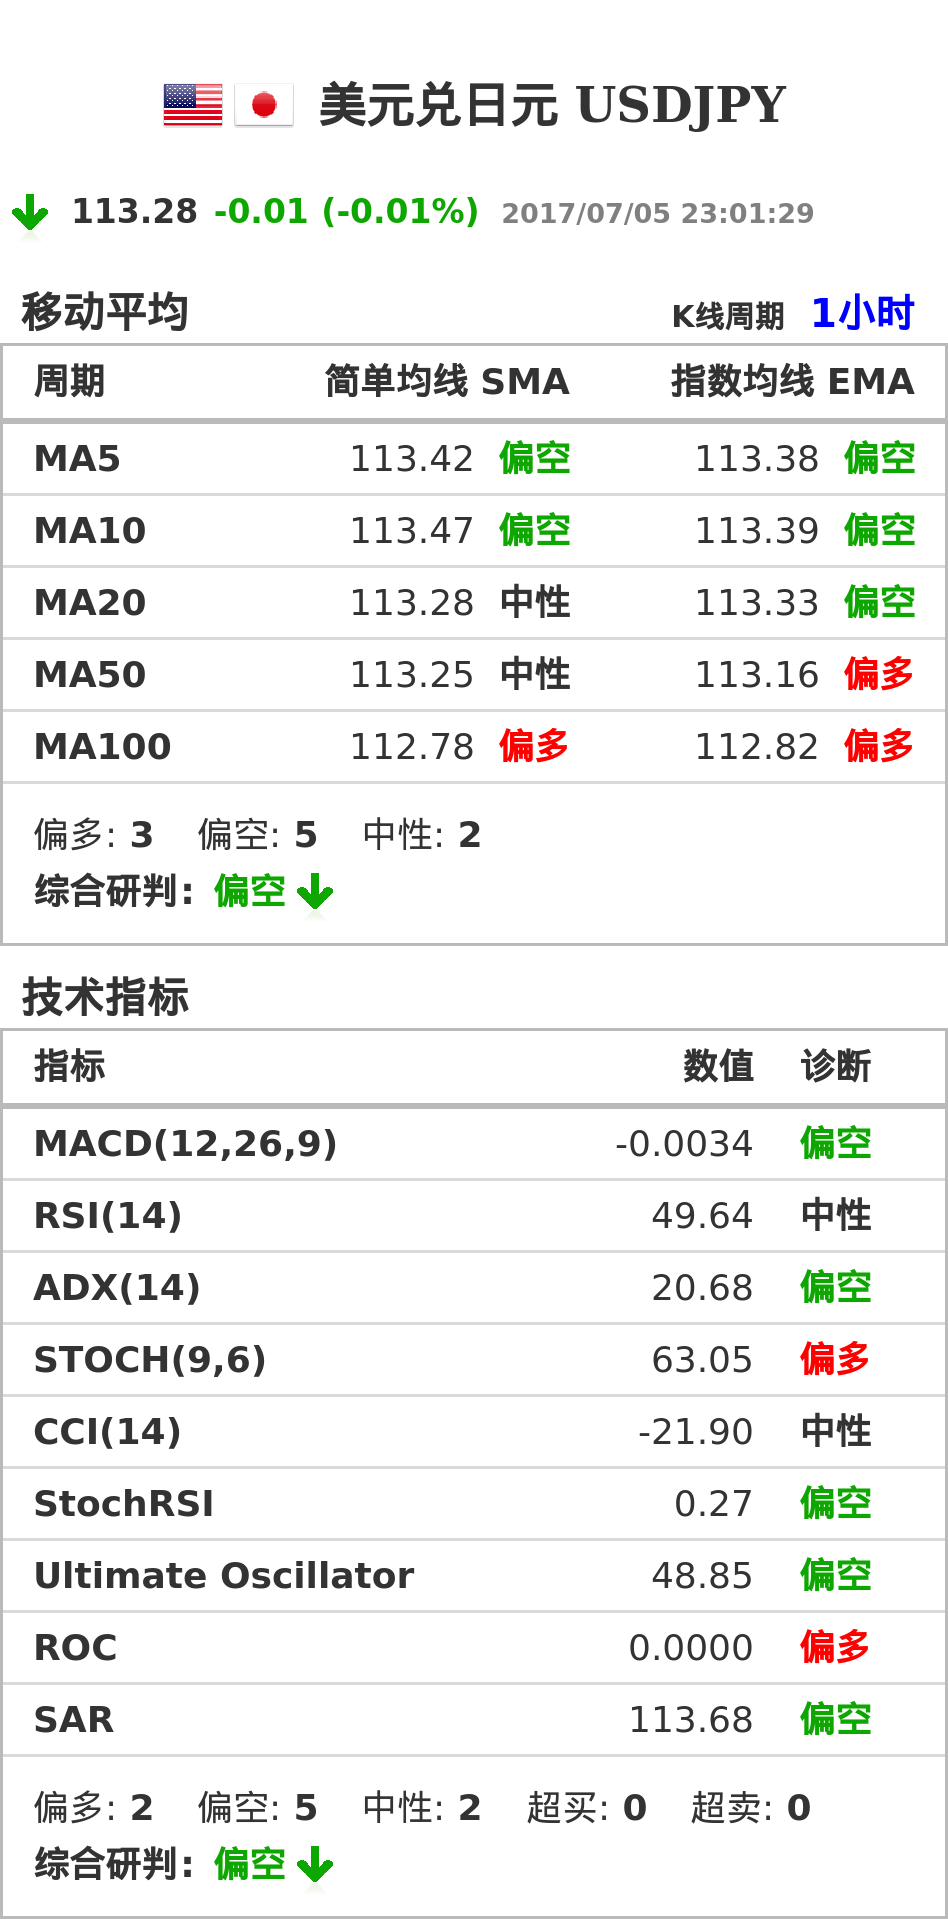 美元兑日元 USDJPY
113.28 -0.01 (-0.01%) 2017/07/05 23:01:29
移动平均 K线周期 1小时
周期 简单均线 SMA 指数均线 EMA
MA5 113.42 偏空 113.38 偏空
MA10 113.47 偏空 113.39 偏空
MA20 113.28 中性 113.33 偏空
MA50 113.25 中性 113.16 偏多
MA100 112.78 偏多 112.82 偏多
偏多: 3 偏空: 5 中性: 2
综合研判: 偏空
技术指标
指标 数值 诊断
MACD(12,26,9) -0.0034 偏空
RSI(14) 49.64 中性
ADX(14) 20.68 偏空
STOCH(9,6) 63.05 偏多
CCI(14) -21.90 中性
StochRSI 0.27 偏空
Ultimate Oscillator 48.85 偏空
ROC 0.0000 偏多
SAR 113.68 偏空
偏多: 2 偏空: 5 中性: 2 超买: 0 超卖: 0
综合研判: 偏空